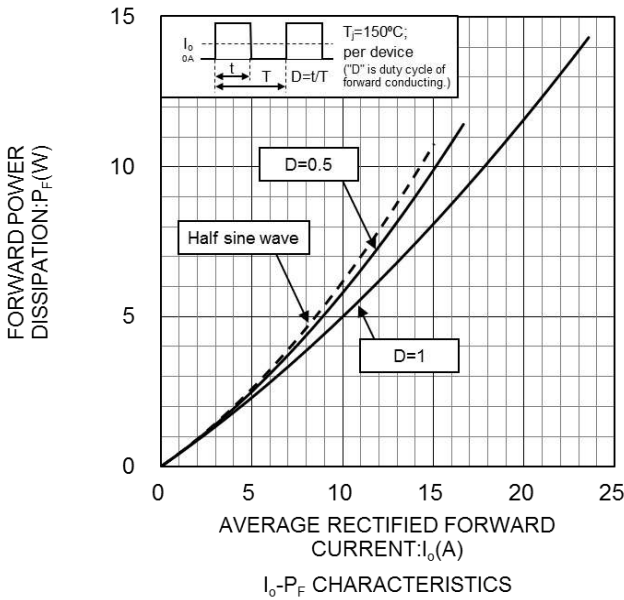 15
10
5
0
FORWARD POWER
DISSIPATION:PF(W)
Io
0A
t
T
D=t/T
Tj=150ºC;
per device
("D" is duty cycle of
forward conducting.)
D=0.5
Half sine wave
D=1
0 5 10 15 20 25
AVERAGE RECTIFIED FORWARD
CURRENT:Io(A)
Io-PF CHARACTERISTICS